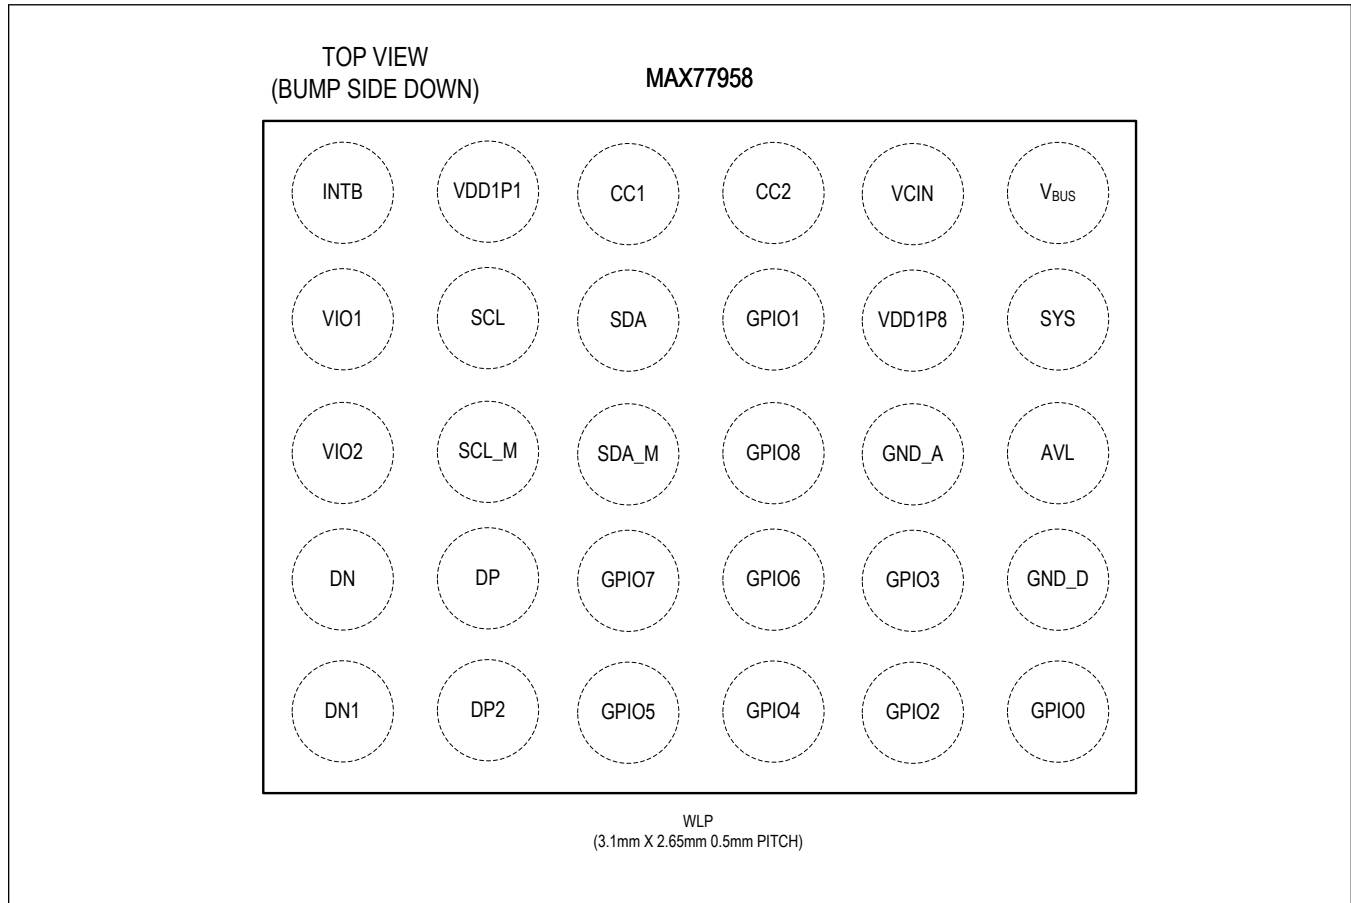 TOP VIEW
(BUMP SIDE DOWN)
MAX77958
INTB VDD1P1 CC1 CC2 VCIN VBUS
VIO1 SCL SDA GPIO1 VDD1P8 SYS
VIO2 SCL_M SDA_M GPIO8 GND_A AVL
DN DP GPIO7 GPIO6 GPIO3 GND_D
DN1 DP2 GPIO5 GPIO4 GPIO2 GPIO0
WLP
(3.1mm X 2.65mm 0.5mm PITCH)